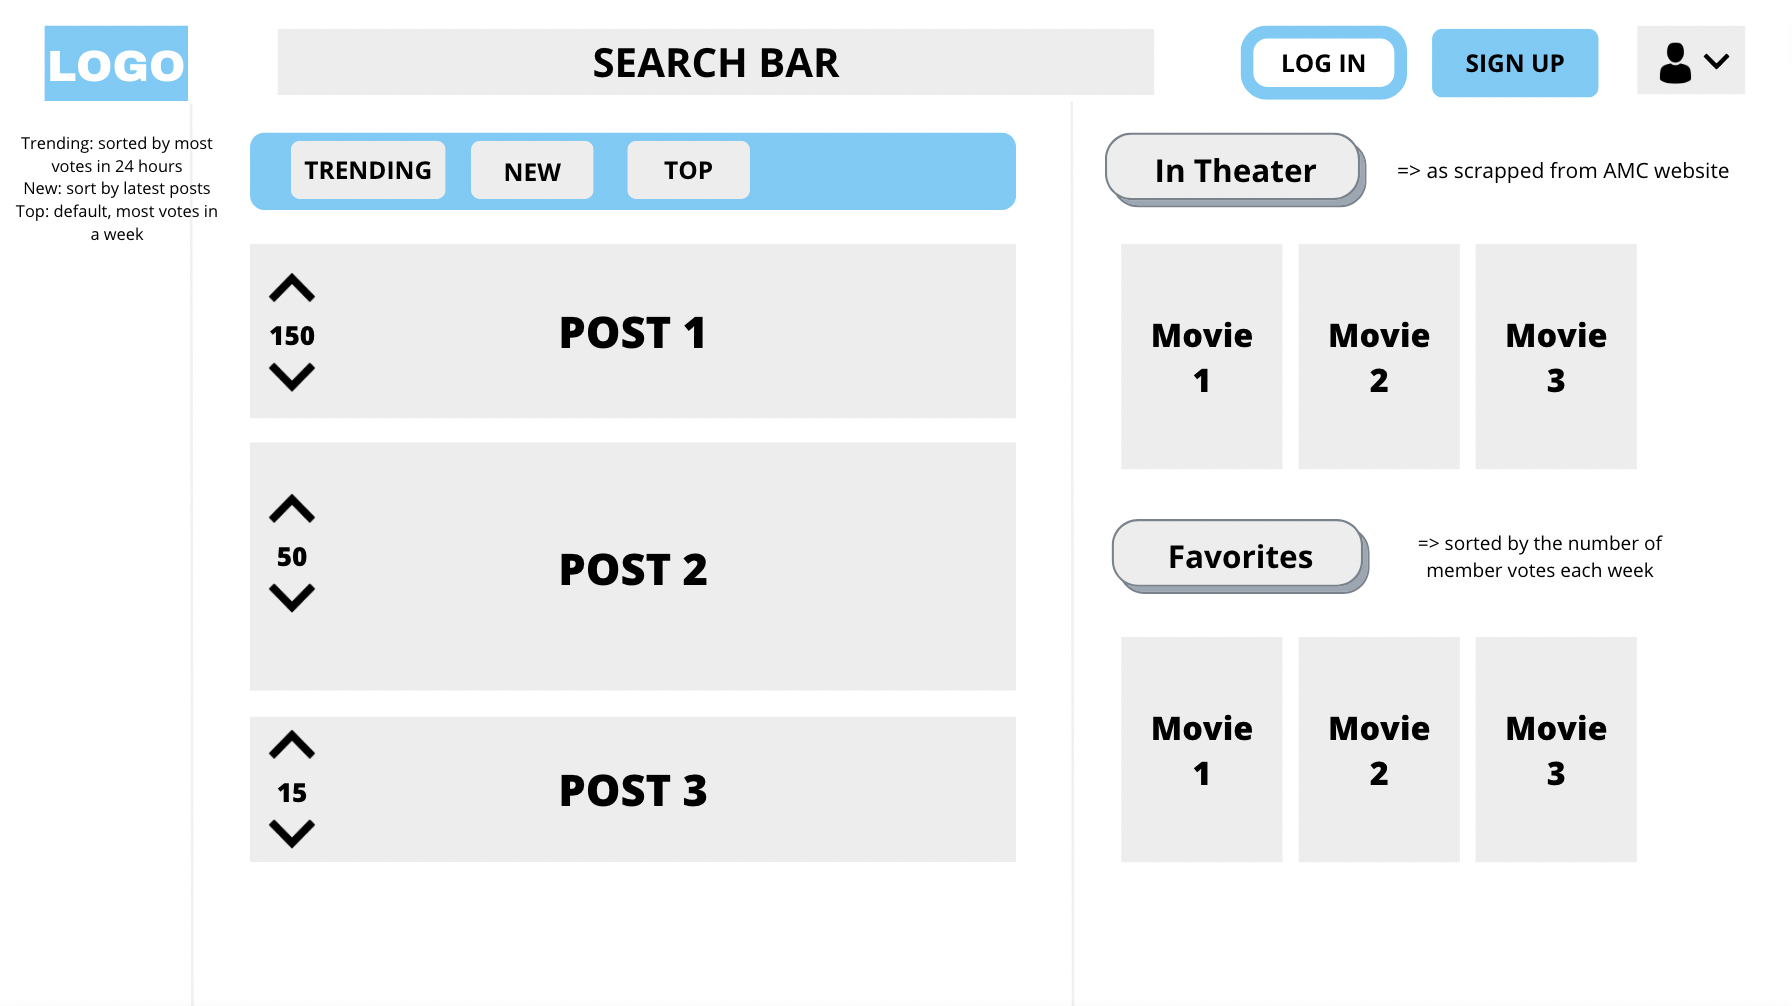 LOGO
SEARCH BAR
LOG IN
SIGN UP
Trending: sorted by most
votes in 24 hours
New: sort by latest posts
Top: default, most votes in
a week
TRENDING
NEW
TOP
150
POST 1
50
POST 2
15
POST 3
In Theater
=> as scrapped from AMC website
Movie
1
Movie
2
Movie
3
Favorites
=> sorted by the number of
member votes each week
Movie
1
Movie
2
Movie
3